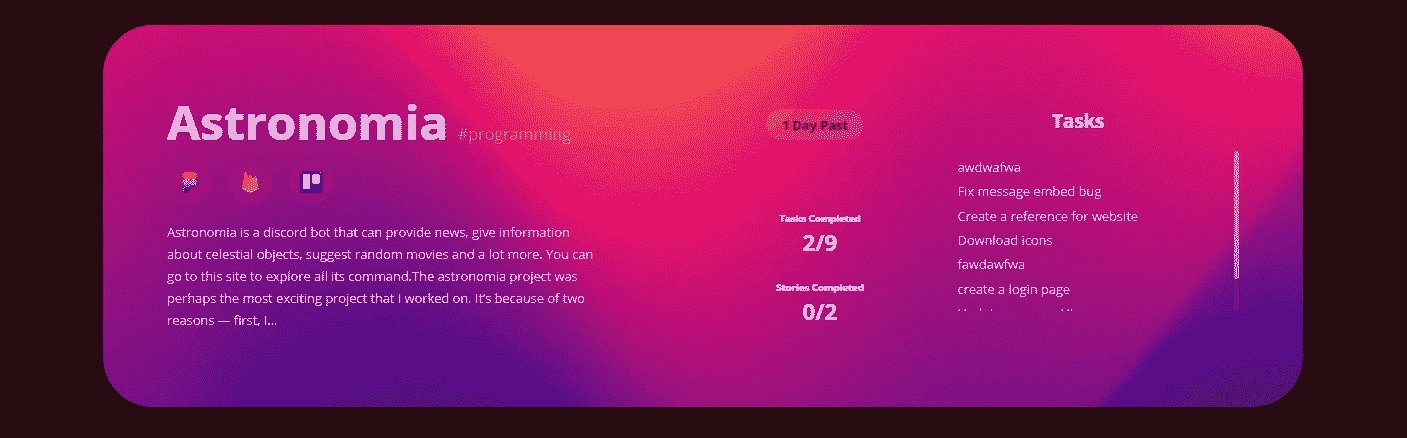 Astronomia #programming
Astronomia is a discord bot that can provide news, give information
about celestial objects, suggest random movies and a lot more. You can
go to this site to explore all its command.The astronomia project was
perhaps the most exciting project that I worked on. It's because of two
reasons — first, I...
1 Day Past
Tasks Completed
2/9
Stories Completed
0/2
Tasks
awdwafwa
Fix message embed bug
Create a reference for website
Download icons
fawdawfwa
create a login page